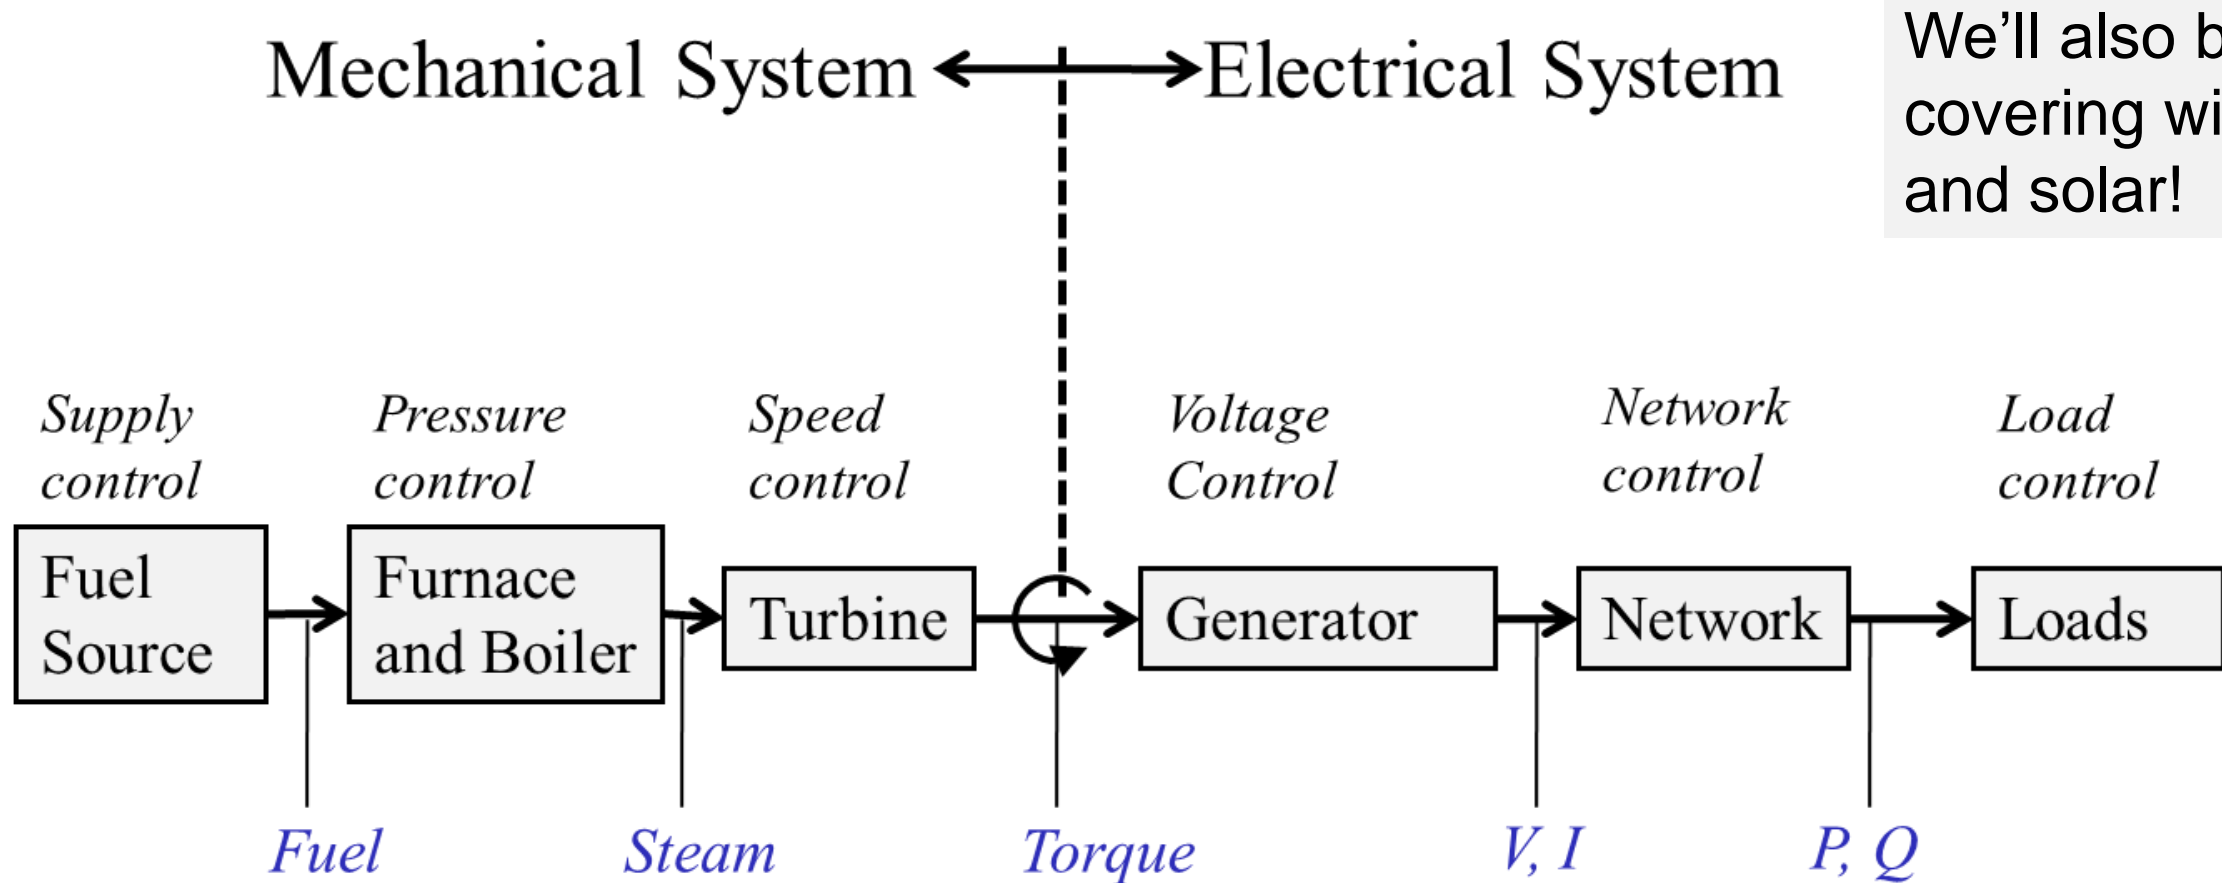 Mechanical System
Electrical System
We'll also
covering
and solar!
Supply
control
Pressure
control
Speed
control
Voltage
Control
Network
control
Load
control
Fuel
Source
Furnace
and Boiler
Turbine
Generator
Network
Loads
Fuel
Steam
Torque
V, I
P, Q